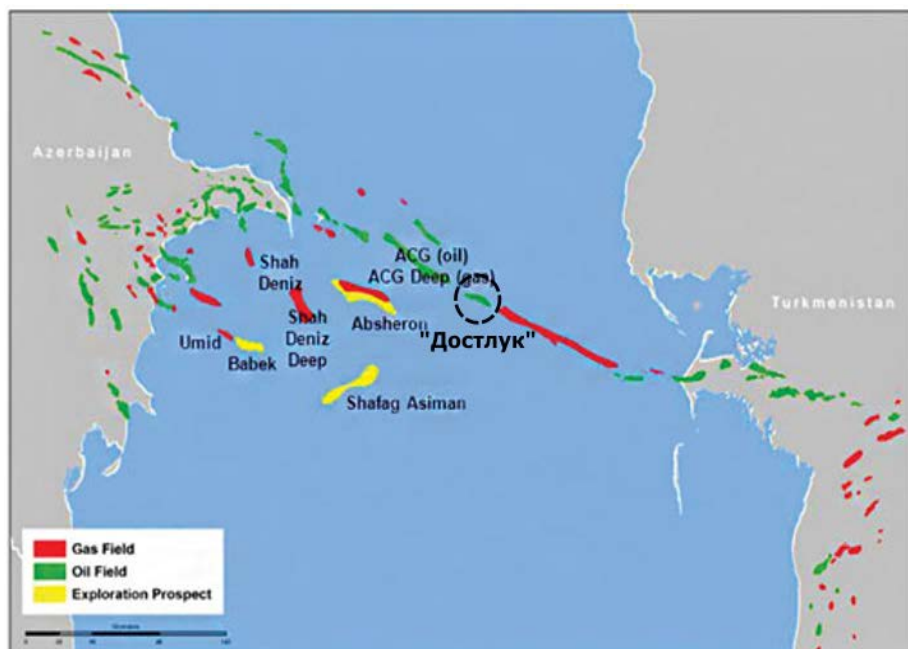 Azerbaijan
ACG (oil)
ACG Deep (gas)
Shah
Deniz
Turkmenistan
Absheron
"Достлук"
Shah
Deniz
Deep
Umid
Babek
Shafag Asiman
Gas Field
Oil Field
Exploration Prospect